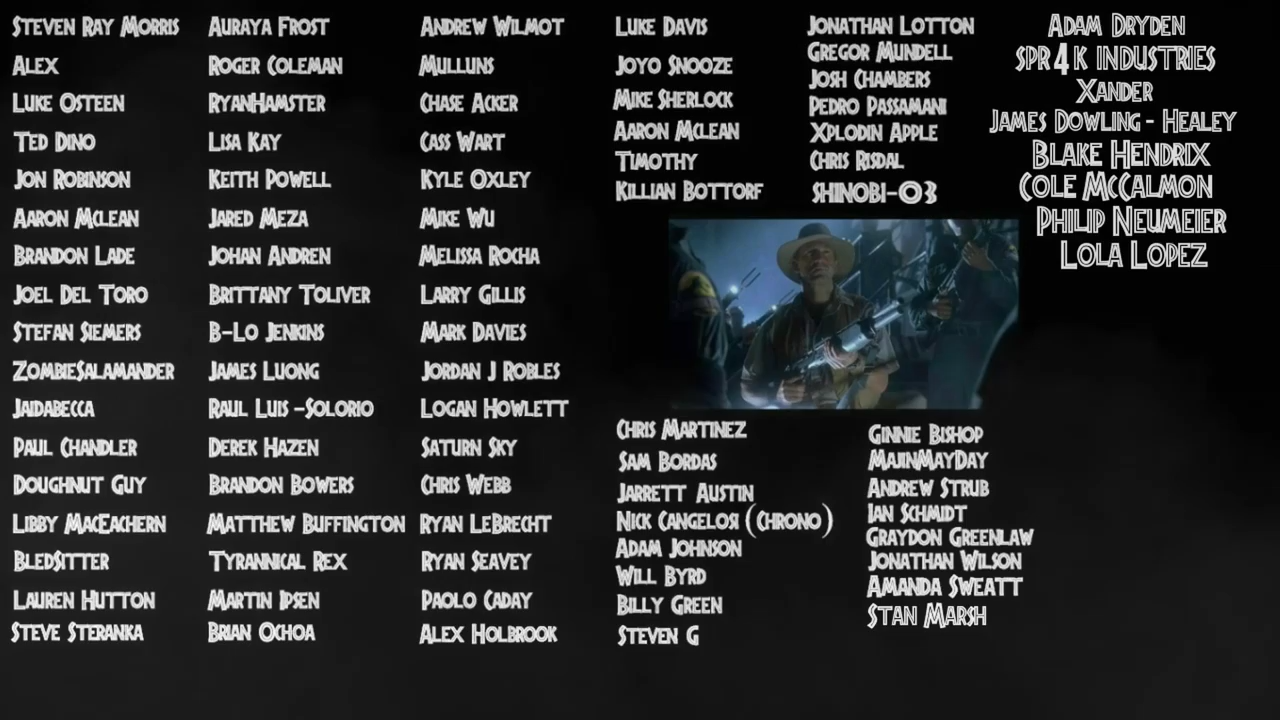 Steven Ray Morris
Alex
Luke Osteen
Ted Dino
Jon Robinson
Aaron Mclean
Brandon Lade
Joel Del Toro
Stefan Siemers
ZombieSalamander
Jaidabecca
Paul Chandler
Doughnut Guy
Libby MacEachern
BledSitter
Lauren Hutton
Steve Steranka
Auraya Frost
Roger Coleman
RyanHamster
Lisa Kay
Keith Powell
Jared Meza
Johan Andren
Brittany Toliver
B-Lo Jenkins
James Luong
Raul Luis -Solorio
Derek Hazen
Brandon Bowers
Matthew Buffington
Tyrannical Rex
Martin Ipsen
Brian Ochoa
Andrew Wilmot
Mulluns
Chase Acker
Cass Wart
Kyle Oxley
Mike Wu
Melissa Rocha
Larry Gillis
Mark Davies
Jordan J Robles
Logan Howlett
Saturn Sky
Chris Webb
Ryan LeBrecht
Ryan Seavey
Paolo Caday
Alex Holbrook
Luke Davis
Joyo Snooze
Mike Sherlock
Aaron Mclean
Timothy
Killian Bottorf
Jonathan Lotton
Gregor Mundell
Josh Chambers
Pedro Passamani
Xplodin Apple
Chris Risdal
SHINOBI-03
Chris Martinez
Sam Bordas
Jarrett Austin
Nick Cangelosi (Chrono)
Adam Johnson
Will Byrd
Billy Green
Steven G
Ginnie Bishop
MajinMayDay
Andrew Strub
Ian Schmidt
Graydon Greenlaw
Jonathan Wilson
Amanda Sweatt
Stan Marsh
Adam Dryden
SPR4K INDUSTRIES
Xander
James Dowling - Healey
Blake Hendrix
Cole McCalmon
Philip Neumeier
Lola Lopez